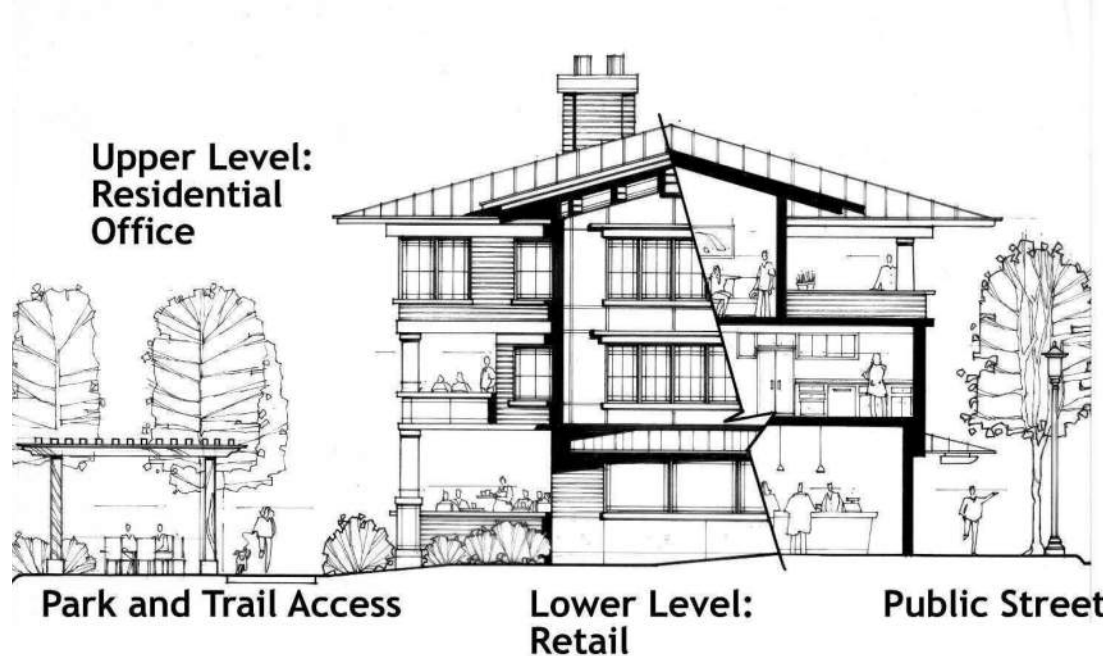 Upper Level:
Residential
Office
Park and Trail Access
Lower Level:
Retail
Public Street